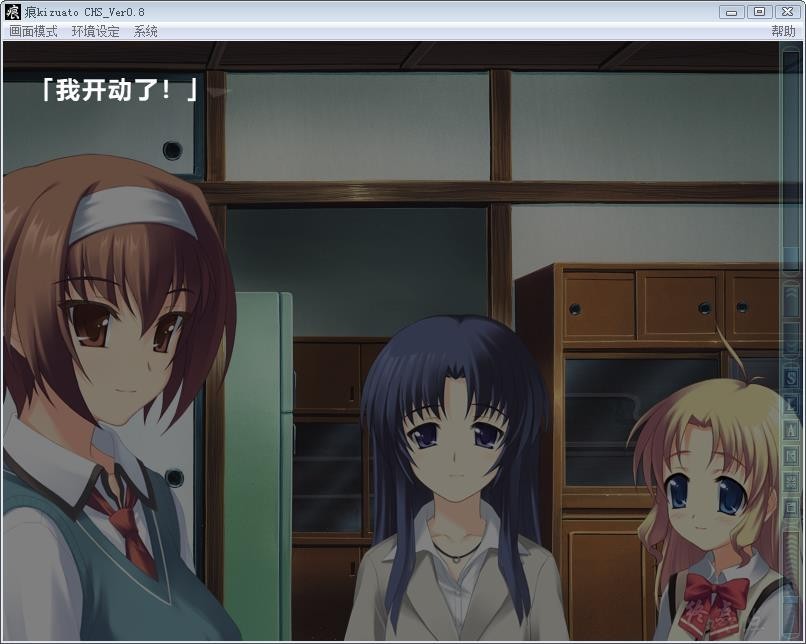 痕kizuato CHS_Ver0.8
画面模式 环境设定 系统 帮助
「我开动了！」
S
L
A